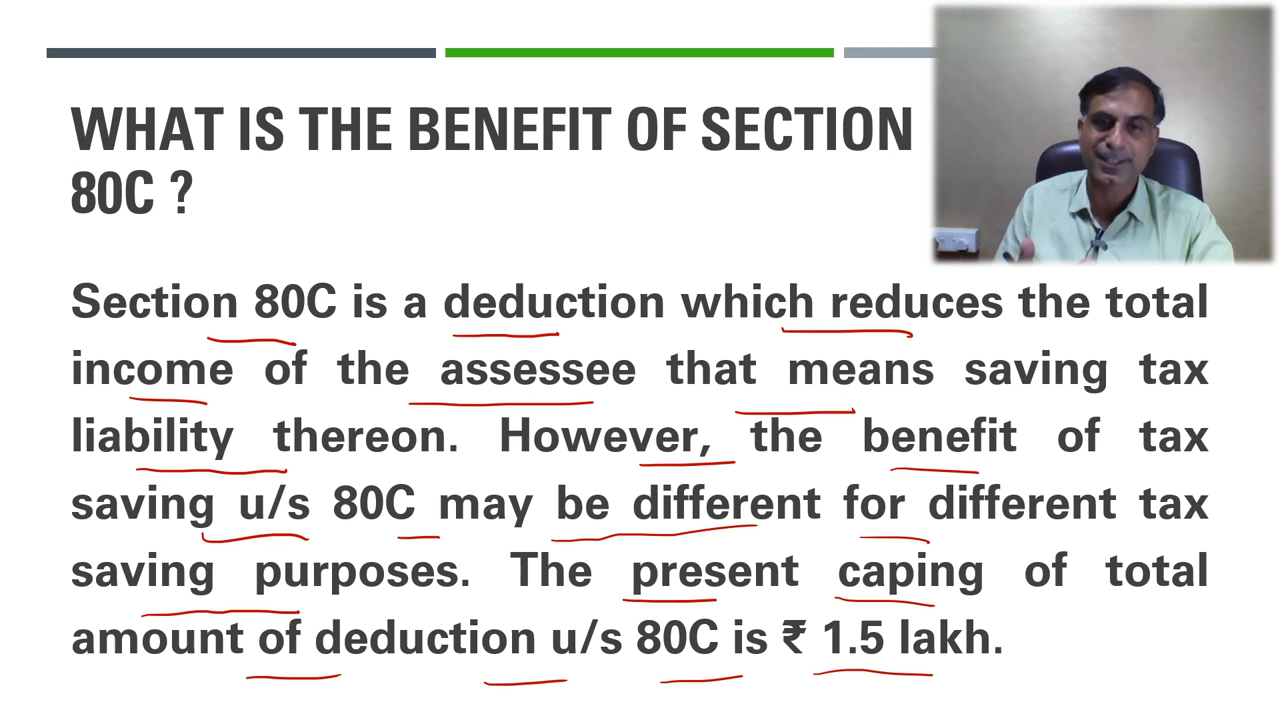 WHAT IS THE BENEFIT OF SECTION
80C ?
Section 80C is a deduction which reduces the total
income of the assessee that means saving tax
liability thereon. However, the benefit of tax
saving u/s 80C may be different for different tax
saving purposes. The present caping of total
amount of deduction u/s 80C is ₹ 1.5 lakh.